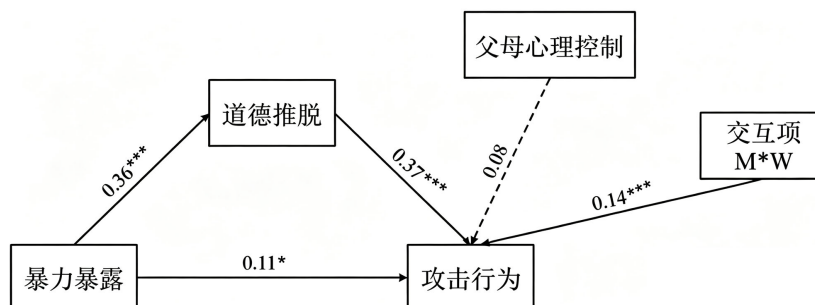 父母心理控制
道德推脱
交互项
M*W
0.36***
0.37***
0.08
0.14***
暴力暴露
0.11*
攻击行为